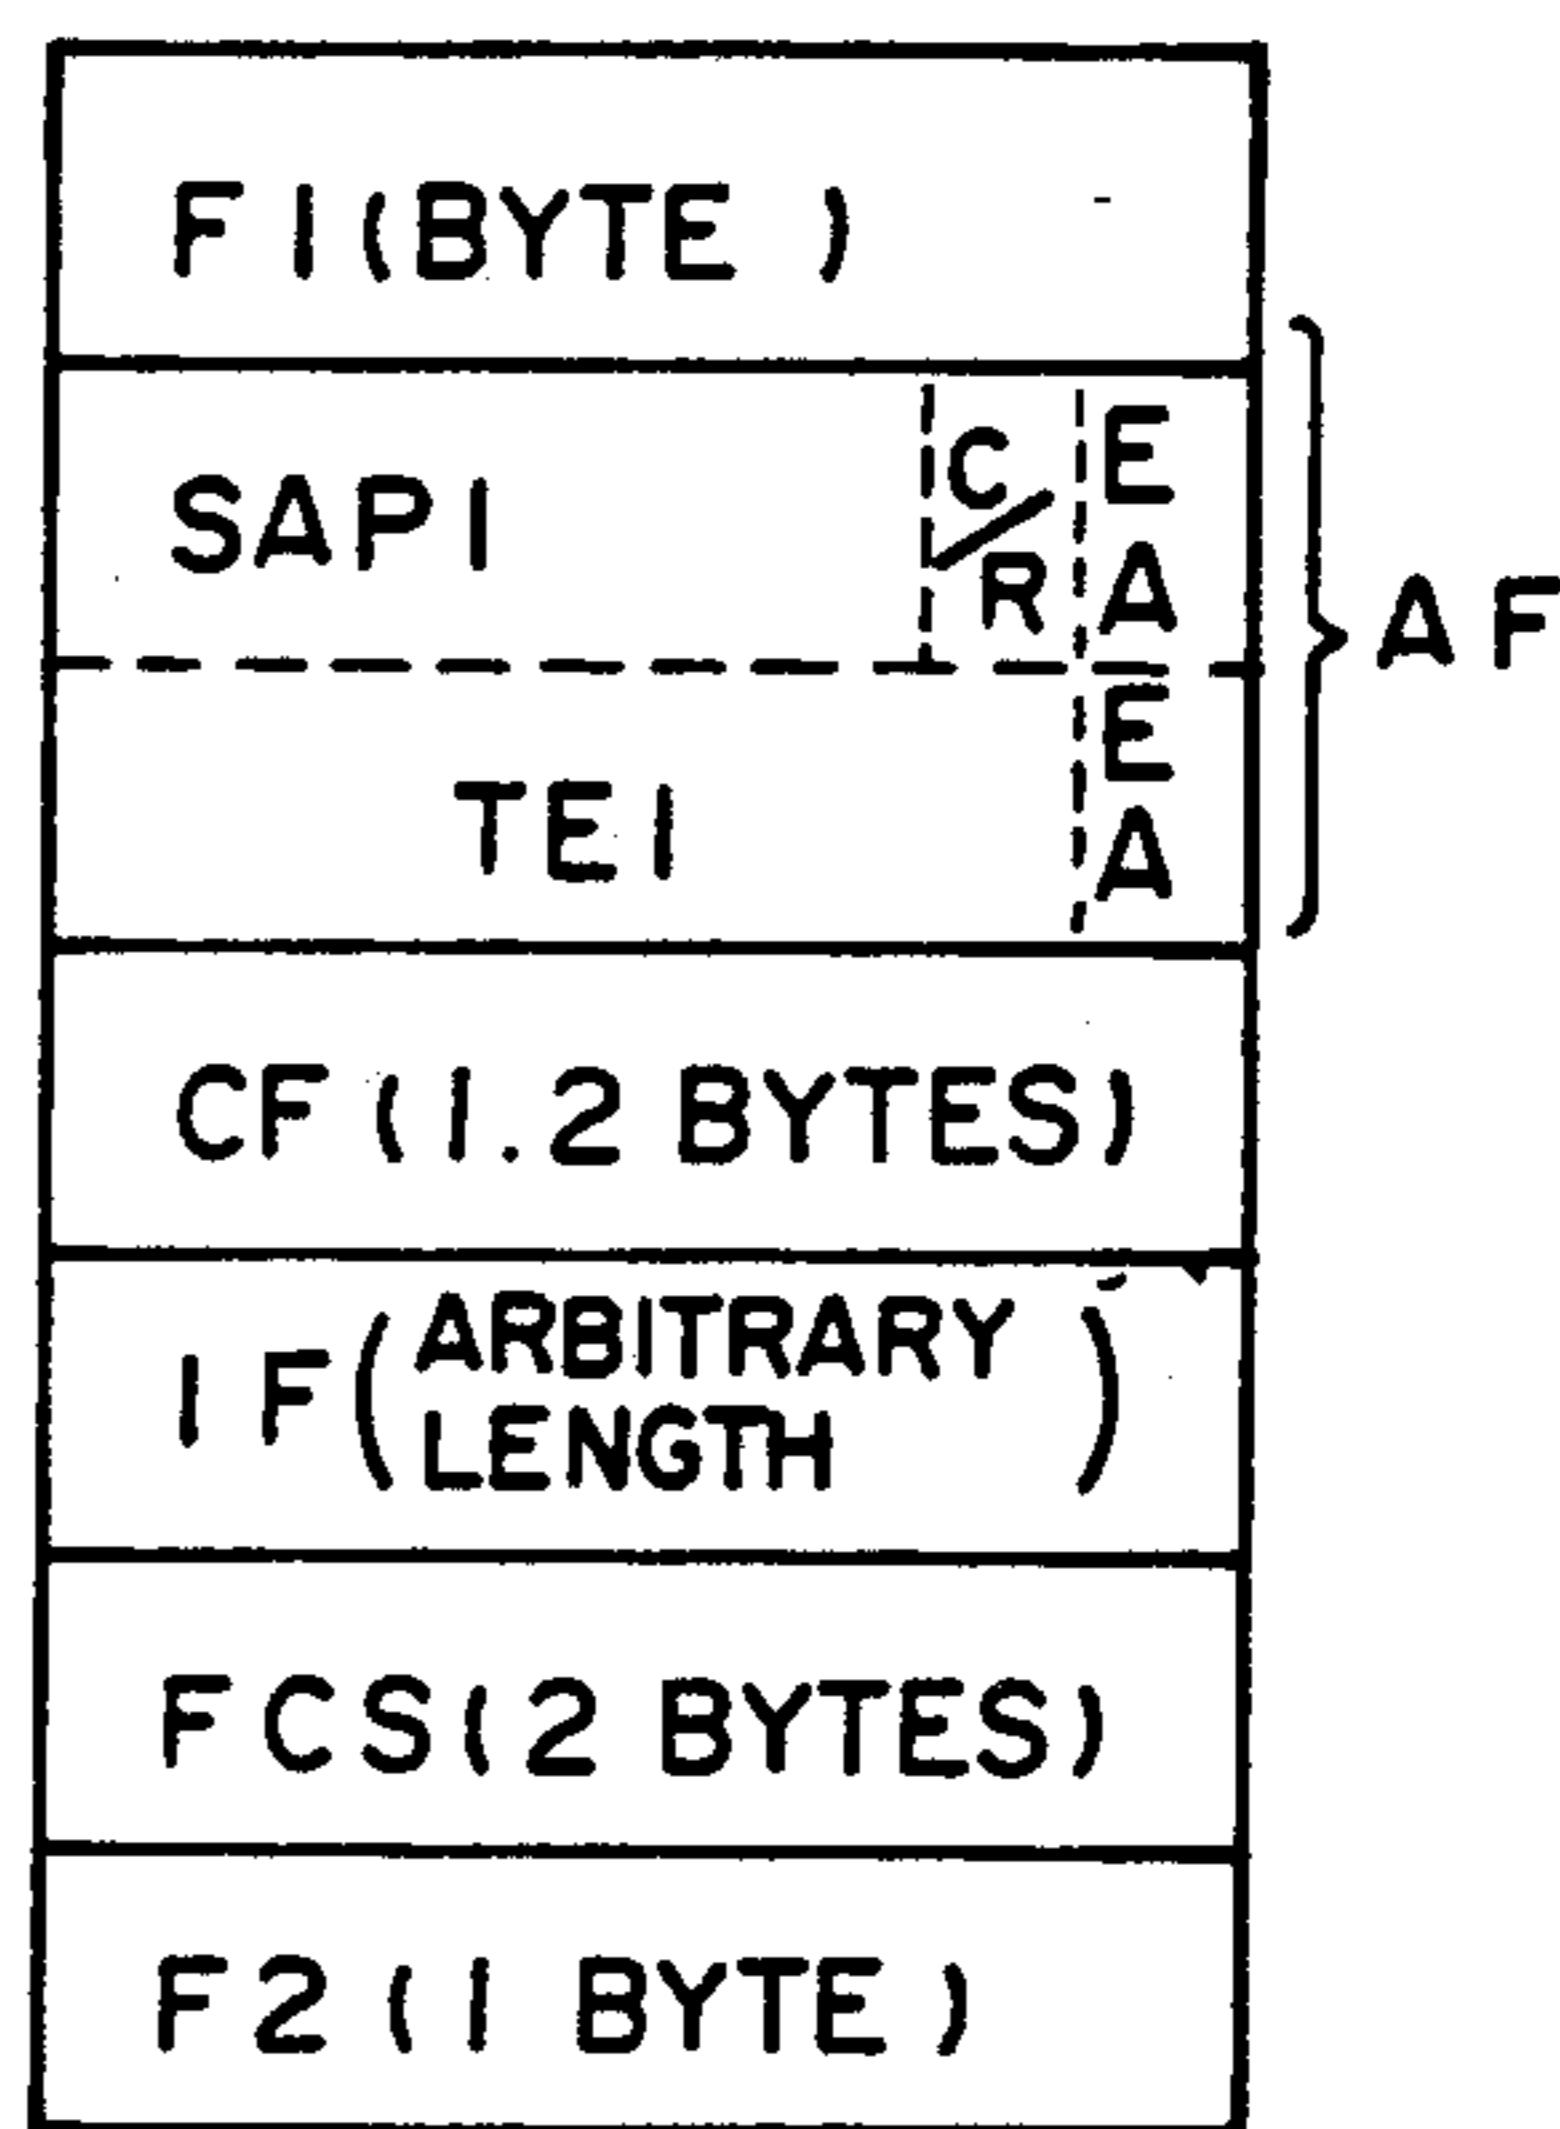 F1(BYTE )
SAPI C/R EA
AF
TEI EA
CF(1.2 BYTES)
IF(ARBITRARY
LENGTH)
FCS(2 BYTES)
F2(1 BYTE)